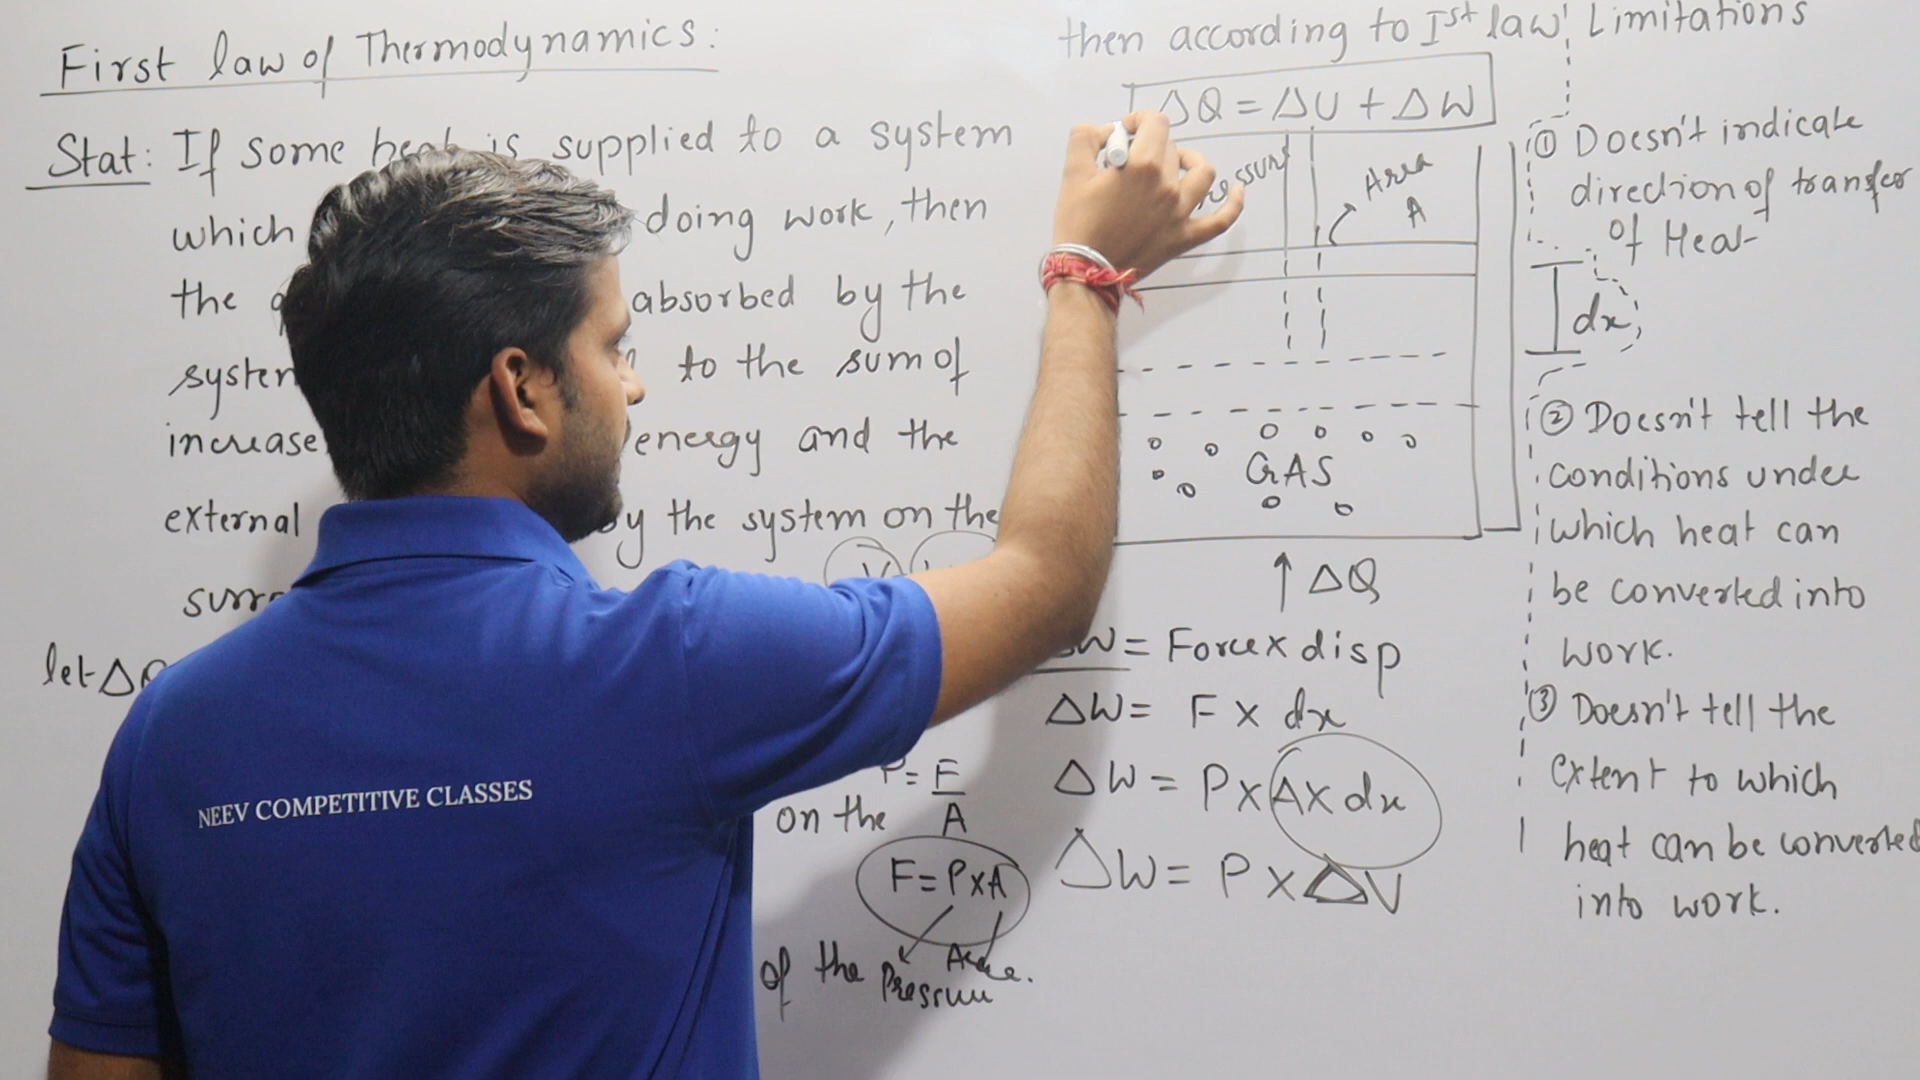 First law of Thermodynamics:
Stat: If some heat is supplied to a system
which doing work, then
the absorbed by the
system to the sum of
increase energy and the
external by the system on the
let ΔQ
P = F
A
on the
F = P x A
of the Pressure
then according to Ist law
ΔQ = ΔU + ΔW
Pressure
Area
A
GAS
↑ ΔQ
ΔW = Force x disp
ΔW = F x dx
ΔW = P x A x dx
ΔW = P x ΔV
Limitations
① Doesn't indicate
direction of transfer
of Heat
dx
② Doesn't tell the
conditions under
which heat can
be converted into
work.
③ Doesn't tell the
extent to which
heat can be converted
into work.
NEEV COMPETITIVE CLASSES